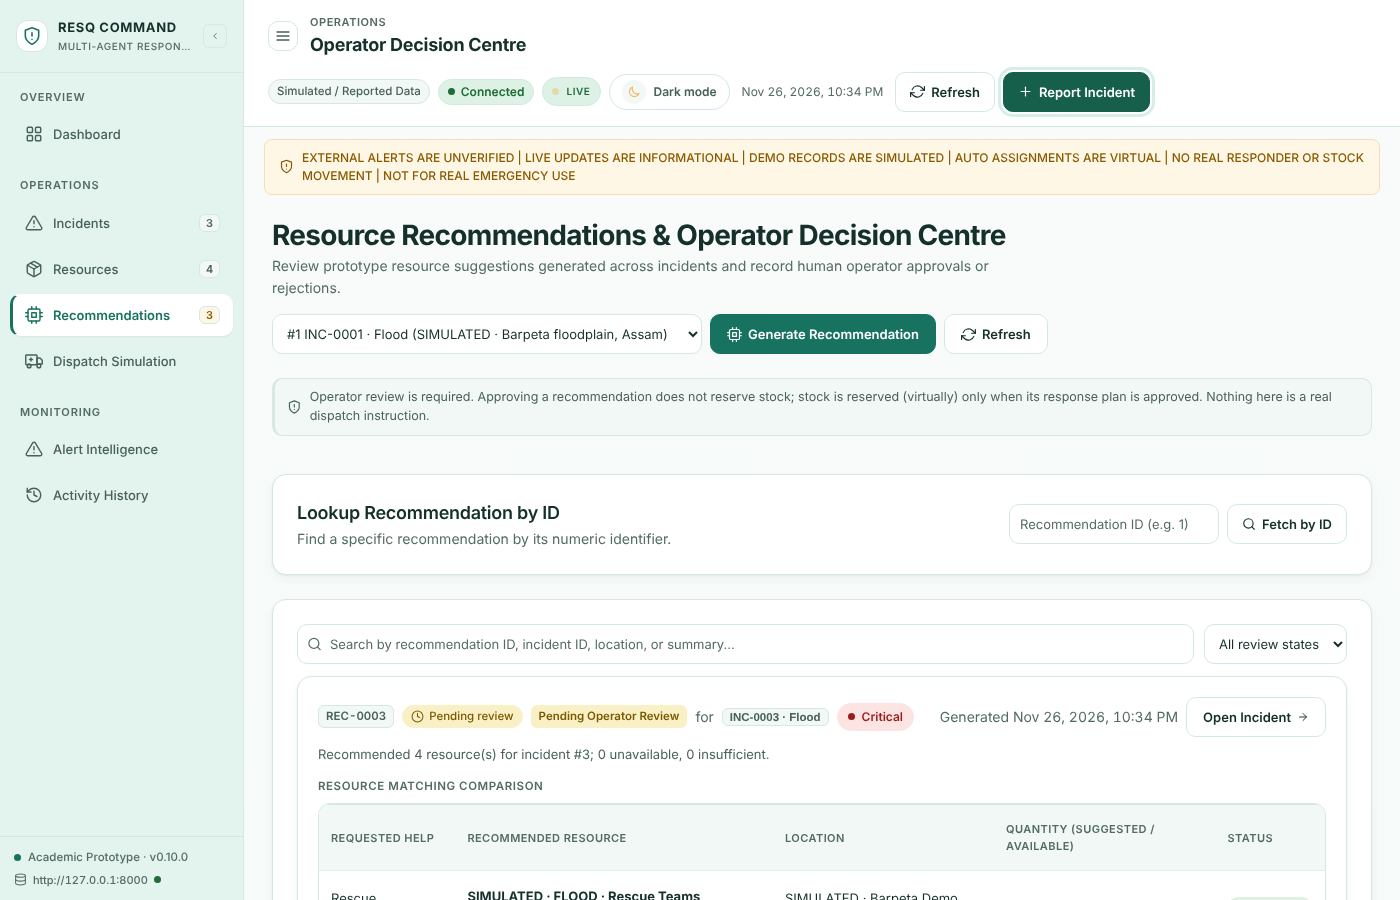 RESQ COMMAND
MULTI-AGENT RESPON...
OVERVIEW
Dashboard
OPERATIONS
Incidents 3
Resources 4
Recommendations 3
Dispatch Simulation
MONITORING
Alert Intelligence
Activity History
Academic Prototype · v0.10.0
http://127.0.0.1:8000
OPERATIONS
Operator Decision Centre
Simulated / Reported Data Connected LIVE Dark mode Nov 26, 2026, 10:34 PM Refresh Report Incident
EXTERNAL ALERTS ARE UNVERIFIED | LIVE UPDATES ARE INFORMATIONAL | DEMO RECORDS ARE SIMULATED | AUTO ASSIGNMENTS ARE VIRTUAL | NO REAL RESPONDER OR STOCK
MOVEMENT | NOT FOR REAL EMERGENCY USE
Resource Recommendations & Operator Decision Centre
Review prototype resource suggestions generated across incidents and record human operator approvals or
rejections.
#1 INC-0001 · Flood (SIMULATED · Barpeta floodplain, Assam) Generate Recommendation Refresh
Operator review is required. Approving a recommendation does not reserve stock; stock is reserved (virtually) only when its response plan is approved. Nothing here is a real
dispatch instruction.
Lookup Recommendation by ID
Find a specific recommendation by its numeric identifier.
Recommendation ID (e.g. 1) Fetch by ID
Search by recommendation ID, incident ID, location, or summary... All review states
REC-0003 Pending review Pending Operator Review for INC-0003 · Flood Critical Generated Nov 26, 2026, 10:34 PM Open Incident
Recommended 4 resource(s) for incident #3; 0 unavailable, 0 insufficient.
RESOURCE MATCHING COMPARISON
REQUESTED HELP RECOMMENDED RESOURCE LOCATION QUANTITY (SUGGESTED / AVAILABLE) STATUS
Rescue SIMULATED · FLOOD · Rescue Teams SIMULATED · Barpeta Demo